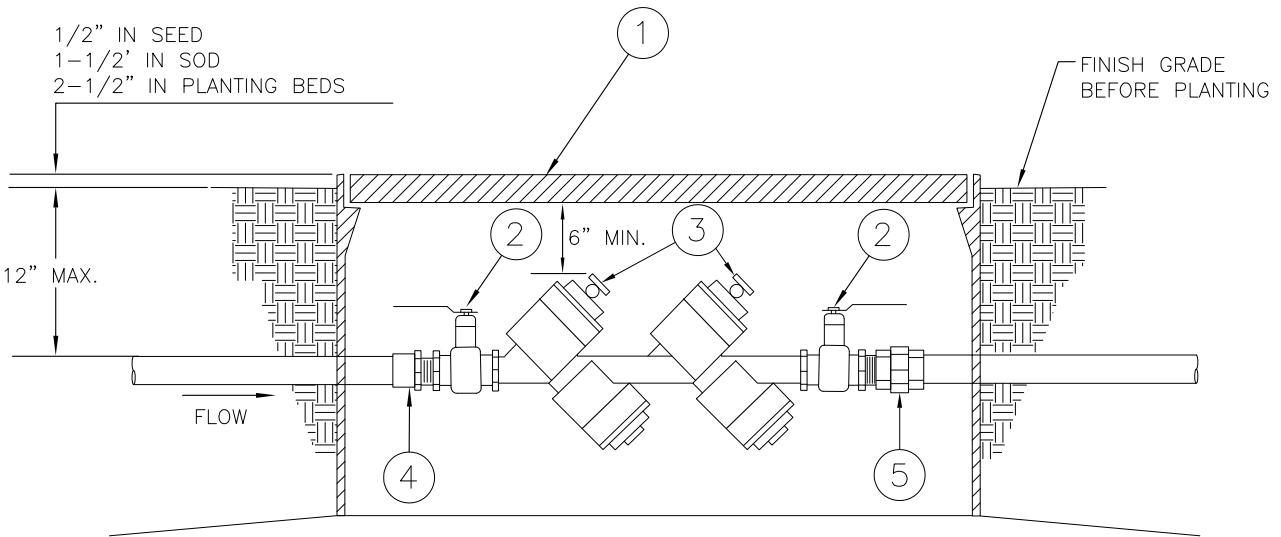 1/2" IN SEED
1-1/2' IN SOD
2-1/2" IN PLANTING BEDS
1
FINISH GRADE
BEFORE PLANTING
2
6" MIN.
3
2
12" MAX.
FLOW
4
5